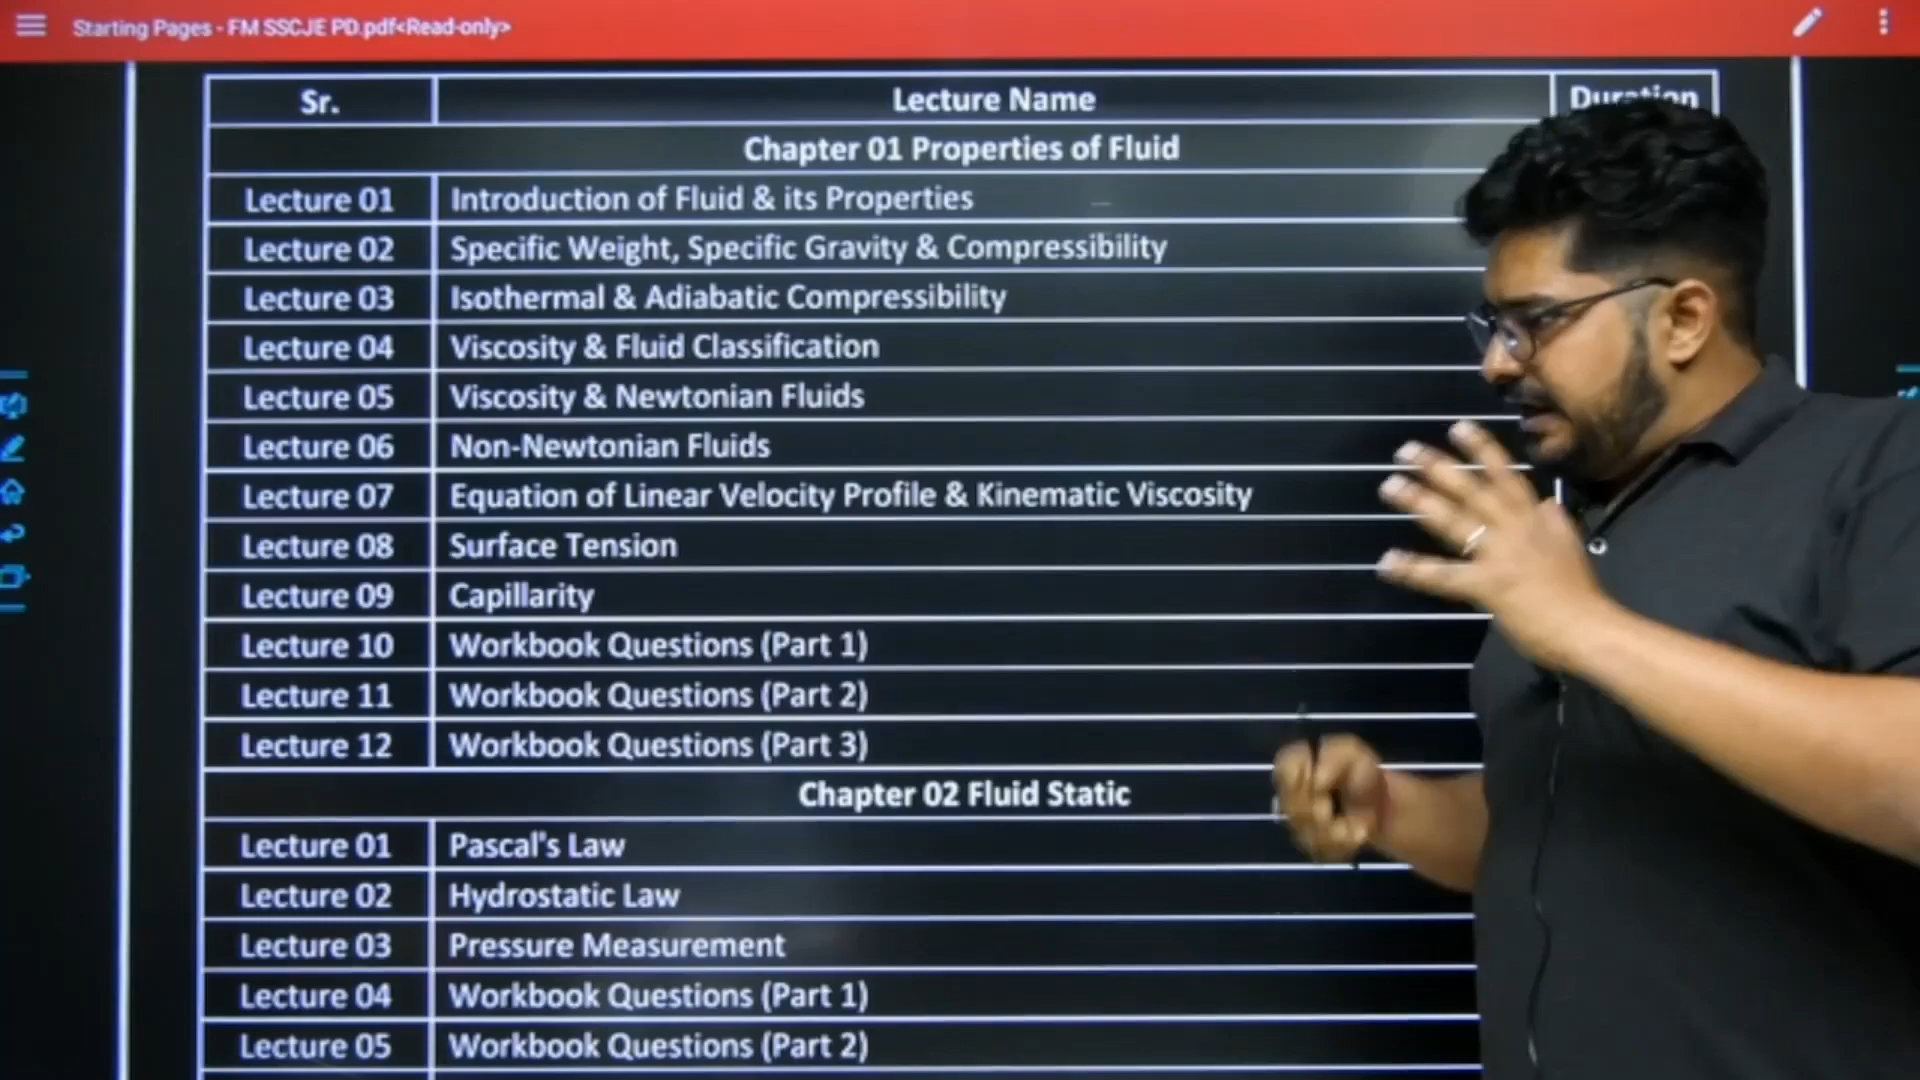 Starting Pages - FM SSCJE PD.pdf<Read-only>
Sr. Lecture Name Duration
Chapter 01 Properties of Fluid
Lecture 01 Introduction of Fluid & its Properties
Lecture 02 Specific Weight, Specific Gravity & Compressibility
Lecture 03 Isothermal & Adiabatic Compressibility
Lecture 04 Viscosity & Fluid Classification
Lecture 05 Viscosity & Newtonian Fluids
Lecture 06 Non-Newtonian Fluids
Lecture 07 Equation of Linear Velocity Profile & Kinematic Viscosity
Lecture 08 Surface Tension
Lecture 09 Capillarity
Lecture 10 Workbook Questions (Part 1)
Lecture 11 Workbook Questions (Part 2)
Lecture 12 Workbook Questions (Part 3)
Chapter 02 Fluid Static
Lecture 01 Pascal's Law
Lecture 02 Hydrostatic Law
Lecture 03 Pressure Measurement
Lecture 04 Workbook Questions (Part 1)
Lecture 05 Workbook Questions (Part 2)